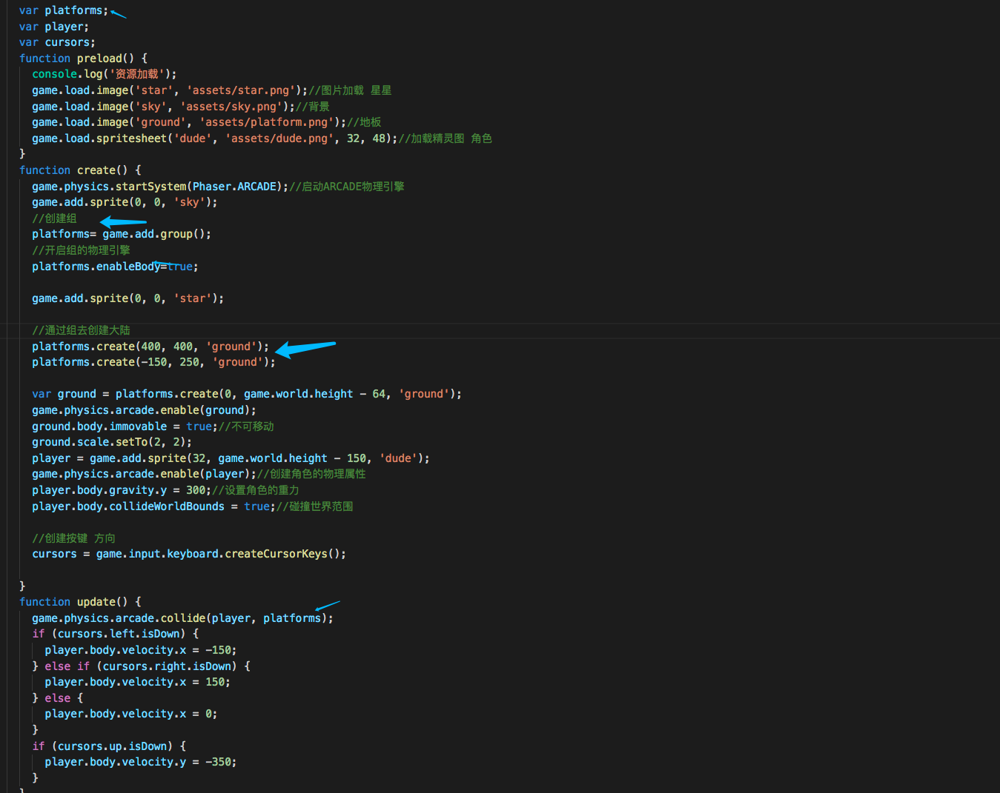 var platforms;
var player;
var cursors;
function preload() {
console.log('资源加载');
game.load.image('star', 'assets/star.png');//图片加载 星星
game.load.image('sky', 'assets/sky.png');//背景
game.load.image('ground', 'assets/platform.png');//地板
game.load.spritesheet('dude', 'assets/dude.png', 32, 48);//加载精灵图 角色
}
function create() {
game.physics.startSystem(Phaser.ARCADE);//启动ARCADE物理引擎
game.add.sprite(0, 0, 'sky');
//创建组
platforms= game.add.group();
//开启组的物理引擎
platforms.enableBody=true;
game.add.sprite(0, 0, 'star');
//通过组去创建大陆
platforms.create(400, 400, 'ground');
platforms.create(-150, 250, 'ground');
var ground = platforms.create(0, game.world.height - 64, 'ground');
game.physics.arcade.enable(ground);
ground.body.immovable = true;//不可移动
ground.scale.setTo(2, 2);
player = game.add.sprite(32, game.world.height - 150, 'dude');
game.physics.arcade.enable(player);//创建角色的物理属性
player.body.gravity.y = 300;//设置角色的重力
player.body.collideWorldBounds = true;//碰撞世界范围
//创建按键 方向
cursors = game.input.keyboard.createCursorKeys();
}
function update() {
game.physics.arcade.collide(player, platforms);
if (cursors.left.isDown) {
player.body.velocity.x = -150;
} else if (cursors.right.isDown) {
player.body.velocity.x = 150;
} else {
player.body.velocity.x = 0;
}
if (cursors.up.isDown) {
player.body.velocity.y = -350;
}
}